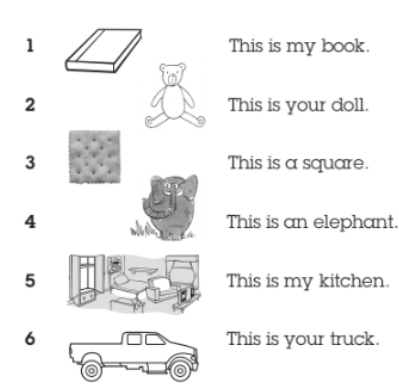 1 This is my book.
2 This is your doll.
3 This is a square.
4 This is an elephant.
5 This is my kitchen.
6 This is your truck.